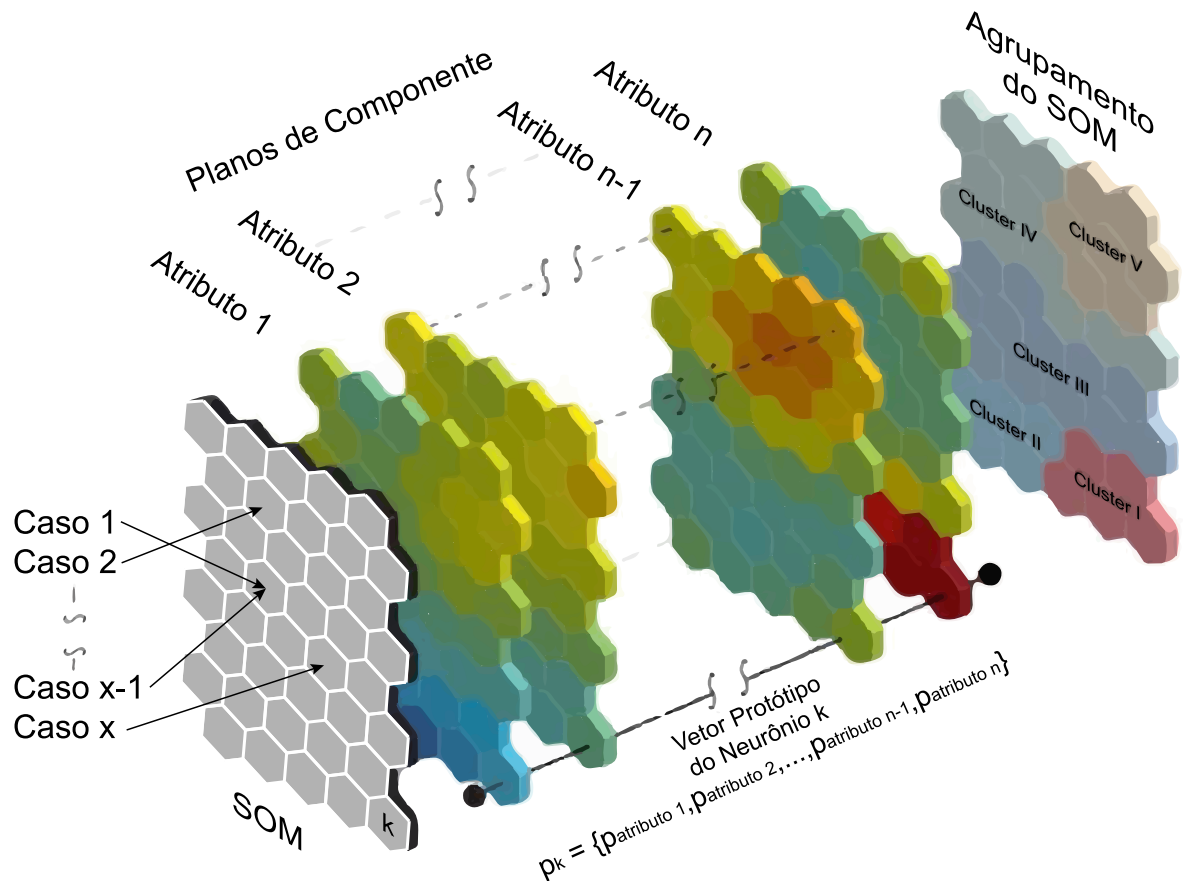 Planos de Componente
Atributo 1
Atributo 2
Atributo n-1
Atributo n
Agrupamento
do SOM
Cluster IV
Cluster V
Cluster III
Cluster II
Cluster I
Caso 1
Caso 2
Caso x-1
Caso x
SOM
k
Vetor Protótipo
do Neurônio k
pk = {patributo 1,patributo 2,...,patributo n-1,patributo n}